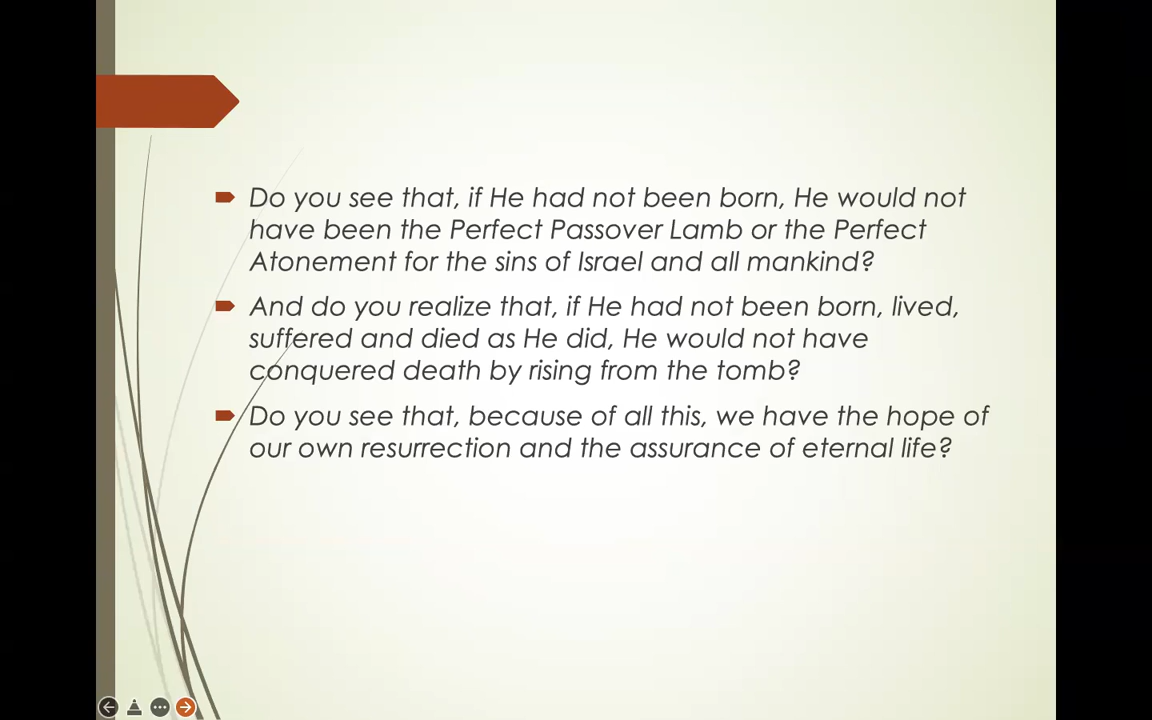 Do you see that, if He had not been born, He would not
have been the Perfect Passover Lamb or the Perfect
Atonement for the sins of Israel and all mankind?
And do you realize that, if He had not been born, lived,
suffered and died as He did, He would not have
conquered death by rising from the tomb?
Do you see that, because of all this, we have the hope of
our own resurrection and the assurance of eternal life?